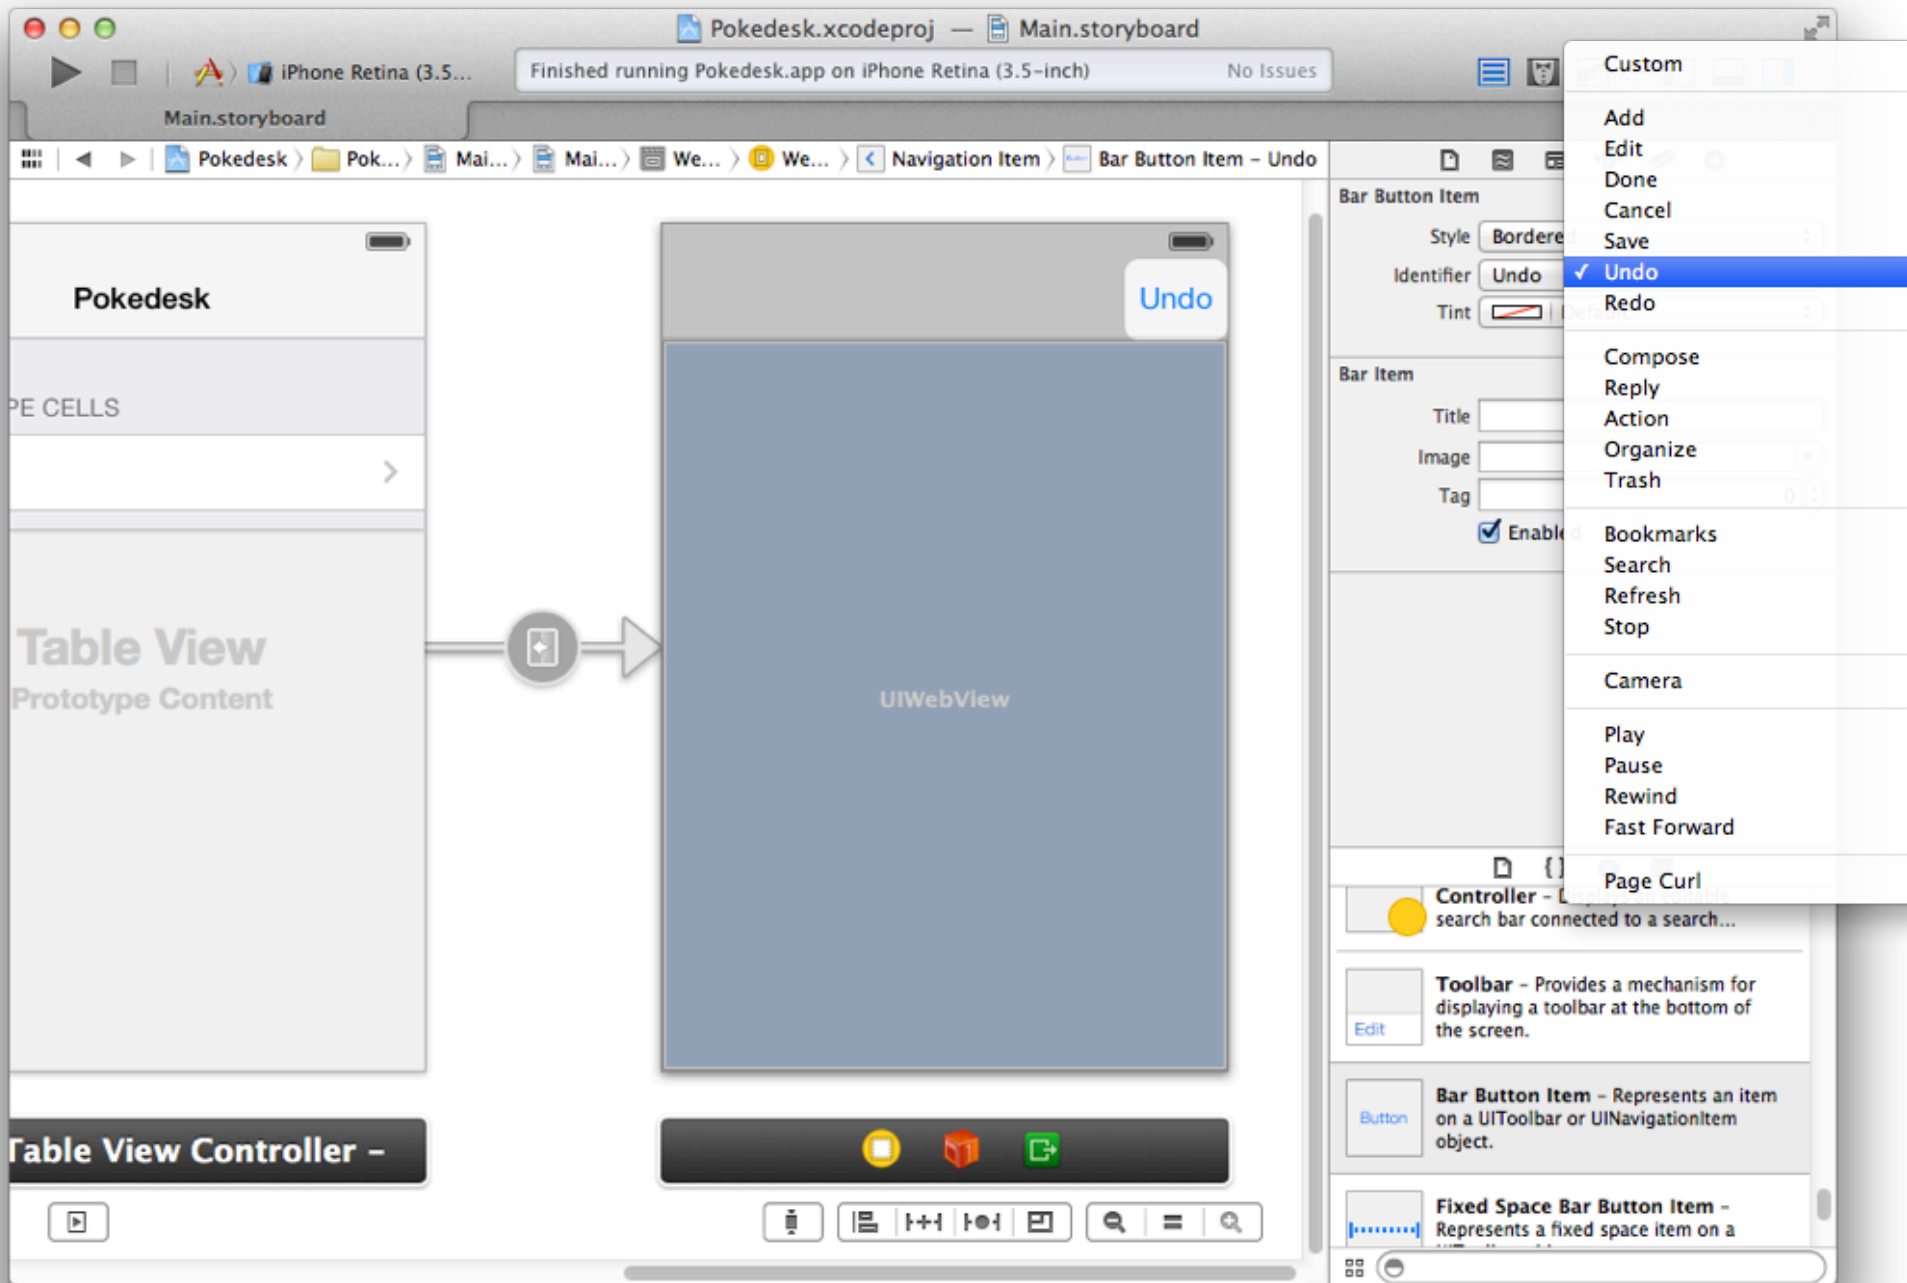 Pokedesk.xcodeproj — Main.storyboard
iPhone Retina (3.5...
Finished running Pokedesk.app on iPhone Retina (3.5-inch)
No Issues
Main.storyboard
Pokedesk
Pok...
Mai...
Mai...
We...
We...
Navigation Item
Bar Button Item – Undo
Pokedesk
PE CELLS
Table View
Prototype Content
Table View Controller –
Undo
UIWebView
Bar Button Item
Style Bordere
Identifier Undo
Tint
Bar Item
Title
Image
Tag 0
Enabled
Custom
Add
Edit
Done
Cancel
Save
✓ Undo
Redo
Compose
Reply
Action
Organize
Trash
Bookmarks
Search
Refresh
Stop
Camera
Play
Pause
Rewind
Fast Forward
Page Curl
{}
Controller – Displays an editable
search bar connected to a search...
Edit
Toolbar – Provides a mechanism for
displaying a toolbar at the bottom of
the screen.
Button
Bar Button Item – Represents an item
on a UIToolbar or UINavigationItem
object.
Fixed Space Bar Button Item –
Represents a fixed space item on a